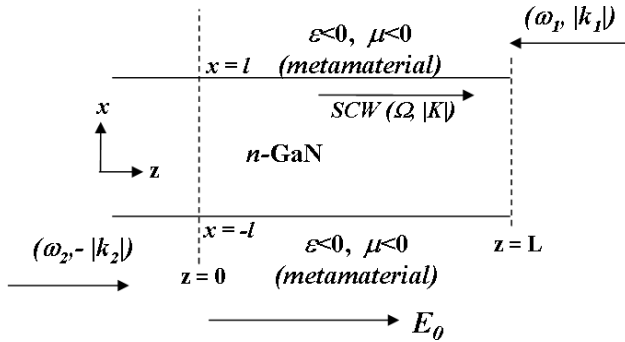 ε<0, μ<0
(metamaterial)
(ω₁, |k₁|)
x = l
SCW (Ω, |K|)
x
z
n-GaN
x = -l
(ω₂,- |k₂|)
z = 0
ε<0, μ<0
(metamaterial)
z = L
E₀